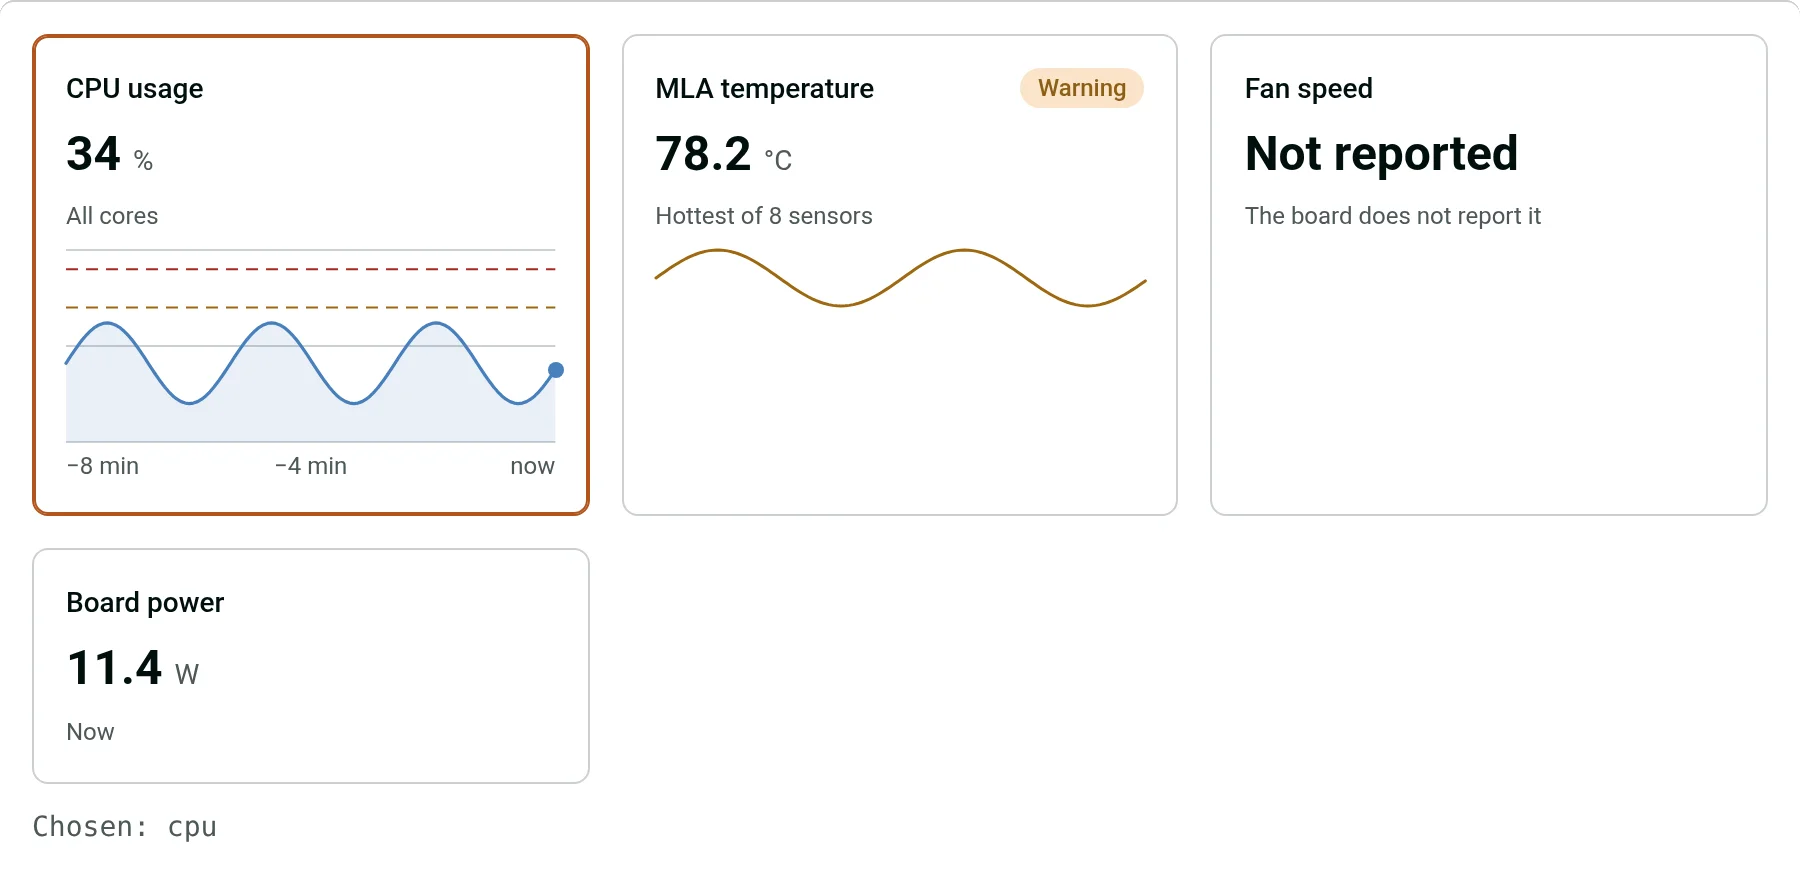 CPU usage
34 %
All cores
−8 min −4 min now
MLA temperature
Warning
78.2 °C
Hottest of 8 sensors
Fan speed
Not reported
The board does not report it
Board power
11.4 W
Now
Chosen: cpu